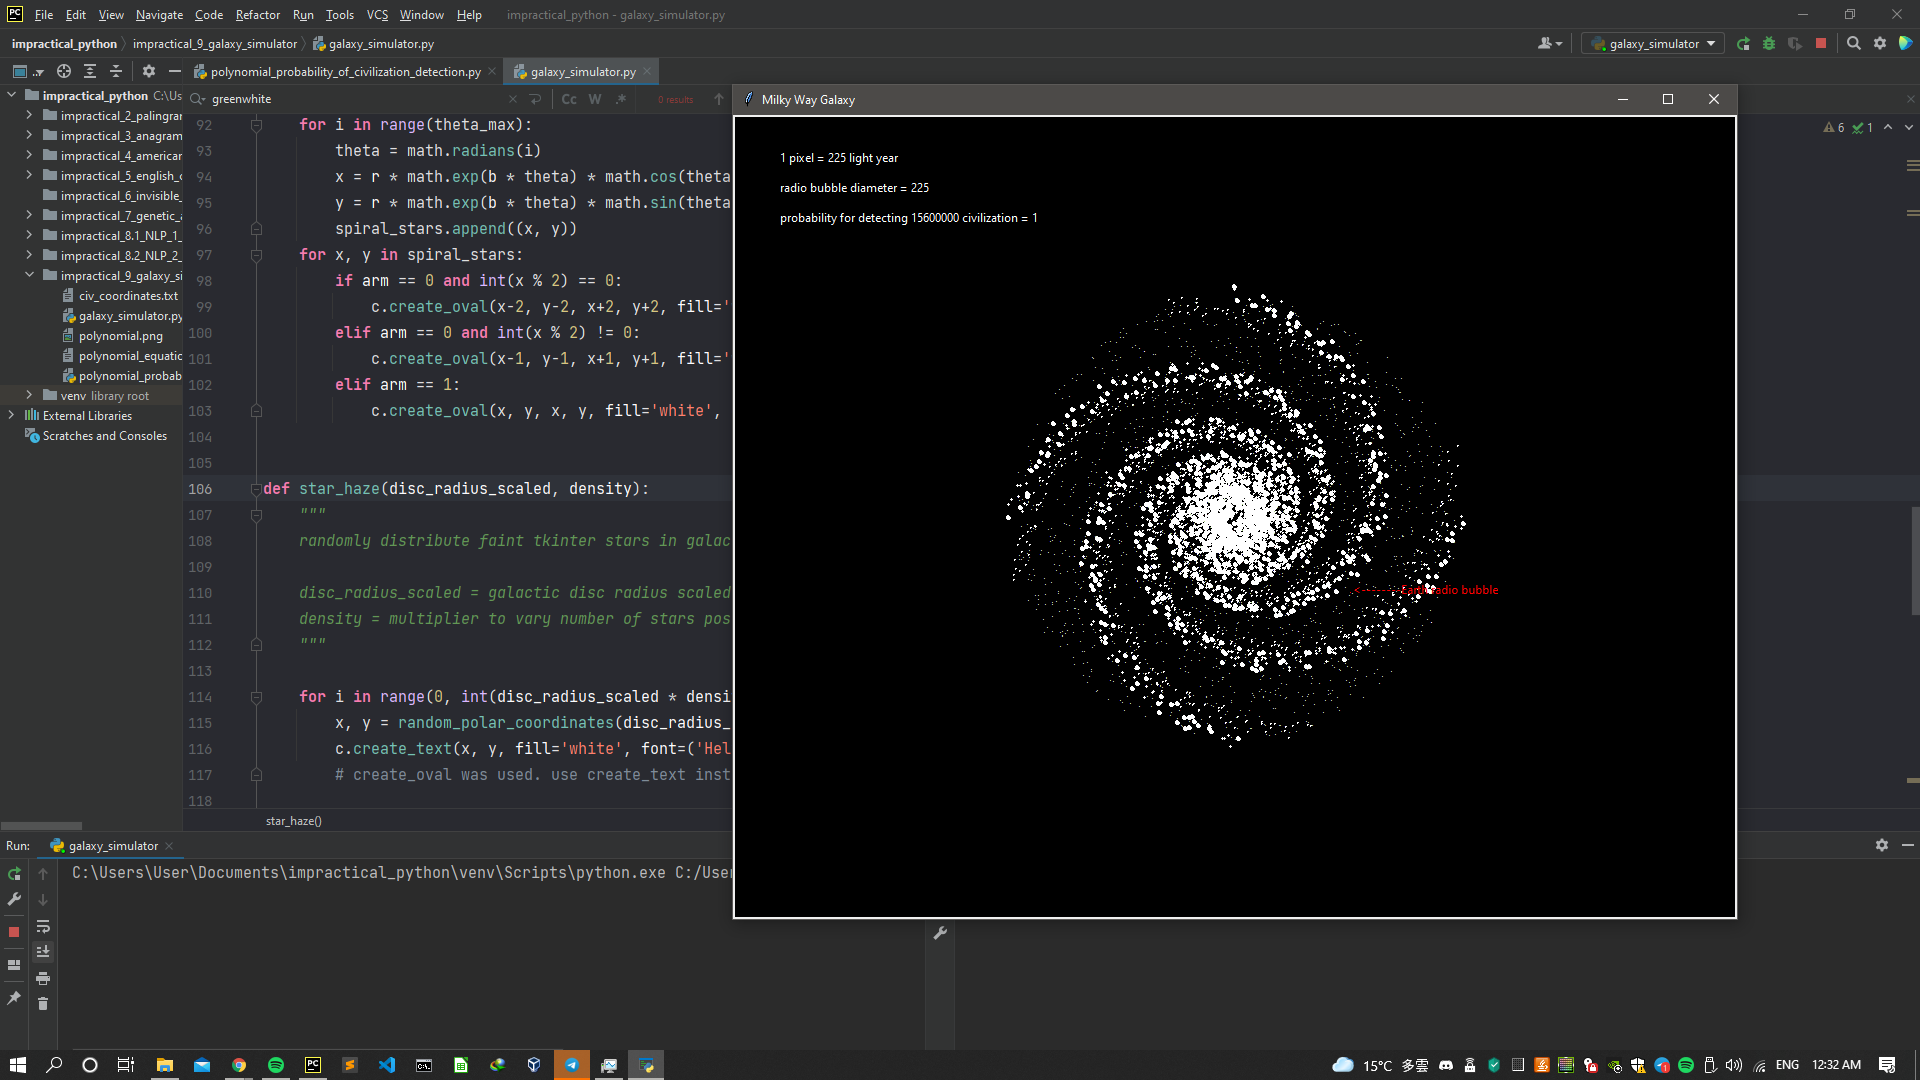 File Edit View Navigate Code Refactor Run Tools VCS Window Help impractical_python - galaxy_simulator.py
impractical_python impractical_9_galaxy_simulator galaxy_simulator.py
galaxy_simulator
polynomial_probability_of_civilization_detection.py galaxy_simulator.py
impractical_python C:\Us
impractical_2_palingra
impractical_3_anagram
impractical_4_american
impractical_5_english_c
impractical_6_invisible_
impractical_7_genetic_a
impractical_8.1_NLP_1_
impractical_8.2_NLP_2_
impractical_9_galaxy_si
civ_coordinates.txt
galaxy_simulator.py
polynomial.png
polynomial_equatic
polynomial_probab
venv library root
External Libraries
Scratches and Consoles
greenwhite
Cc W .* 0 results
6 1
92 for i in range(theta_max):
93 theta = math.radians(i)
94 x = r * math.exp(b * theta) * math.cos(theta
95 y = r * math.exp(b * theta) * math.sin(theta
96 spiral_stars.append((x, y))
97 for x, y in spiral_stars:
98 if arm == 0 and int(x % 2) == 0:
99 c.create_oval(x-2, y-2, x+2, y+2, fill='
100 elif arm == 0 and int(x % 2) != 0:
101 c.create_oval(x-1, y-1, x+1, y+1, fill='
102 elif arm == 1:
103 c.create_oval(x, y, x, y, fill='white',
104
105
106 def star_haze(disc_radius_scaled, density):
107 """
108 randomly distribute faint tkinter stars in galac
109
110 disc_radius_scaled = galactic disc radius scaled
111 density = multiplier to vary number of stars pos
112 """
113
114 for i in range(0, int(disc_radius_scaled * densi
115 x, y = random_polar_coordinates(disc_radius_
116 c.create_text(x, y, fill='white', font=('Hel
117 # create_oval was used. use create_text inst
118
star_haze()
Milky Way Galaxy
1 pixel = 225 light year
radio bubble diameter = 225
probability for detecting 15600000 civilization = 1
<--------Earth radio bubble
Run: galaxy_simulator
C:\Users\User\Documents\impractical_python\venv\Scripts\python.exe C:/User
15°C 多雲 ENG 12:32 AM